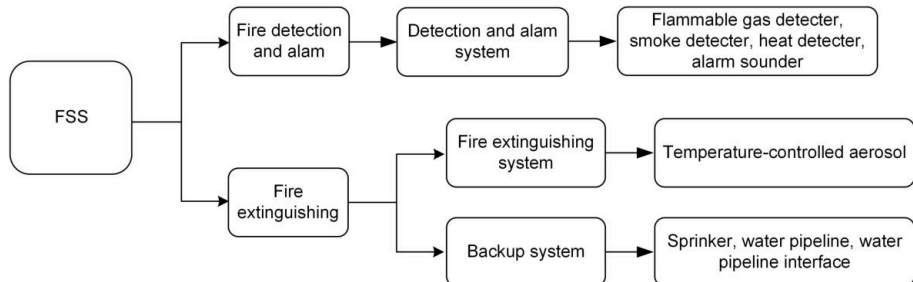 FSS
Fire detection
and alam
Detection and alam
system
Flammable gas detecter,
smoke detecter, heat detecter,
alarm sounder
Fire
extinguishing
Fire extinguishing
system
Temperature-controlled aerosol
Backup system
Sprinker, water pipeline, water
pipeline interface